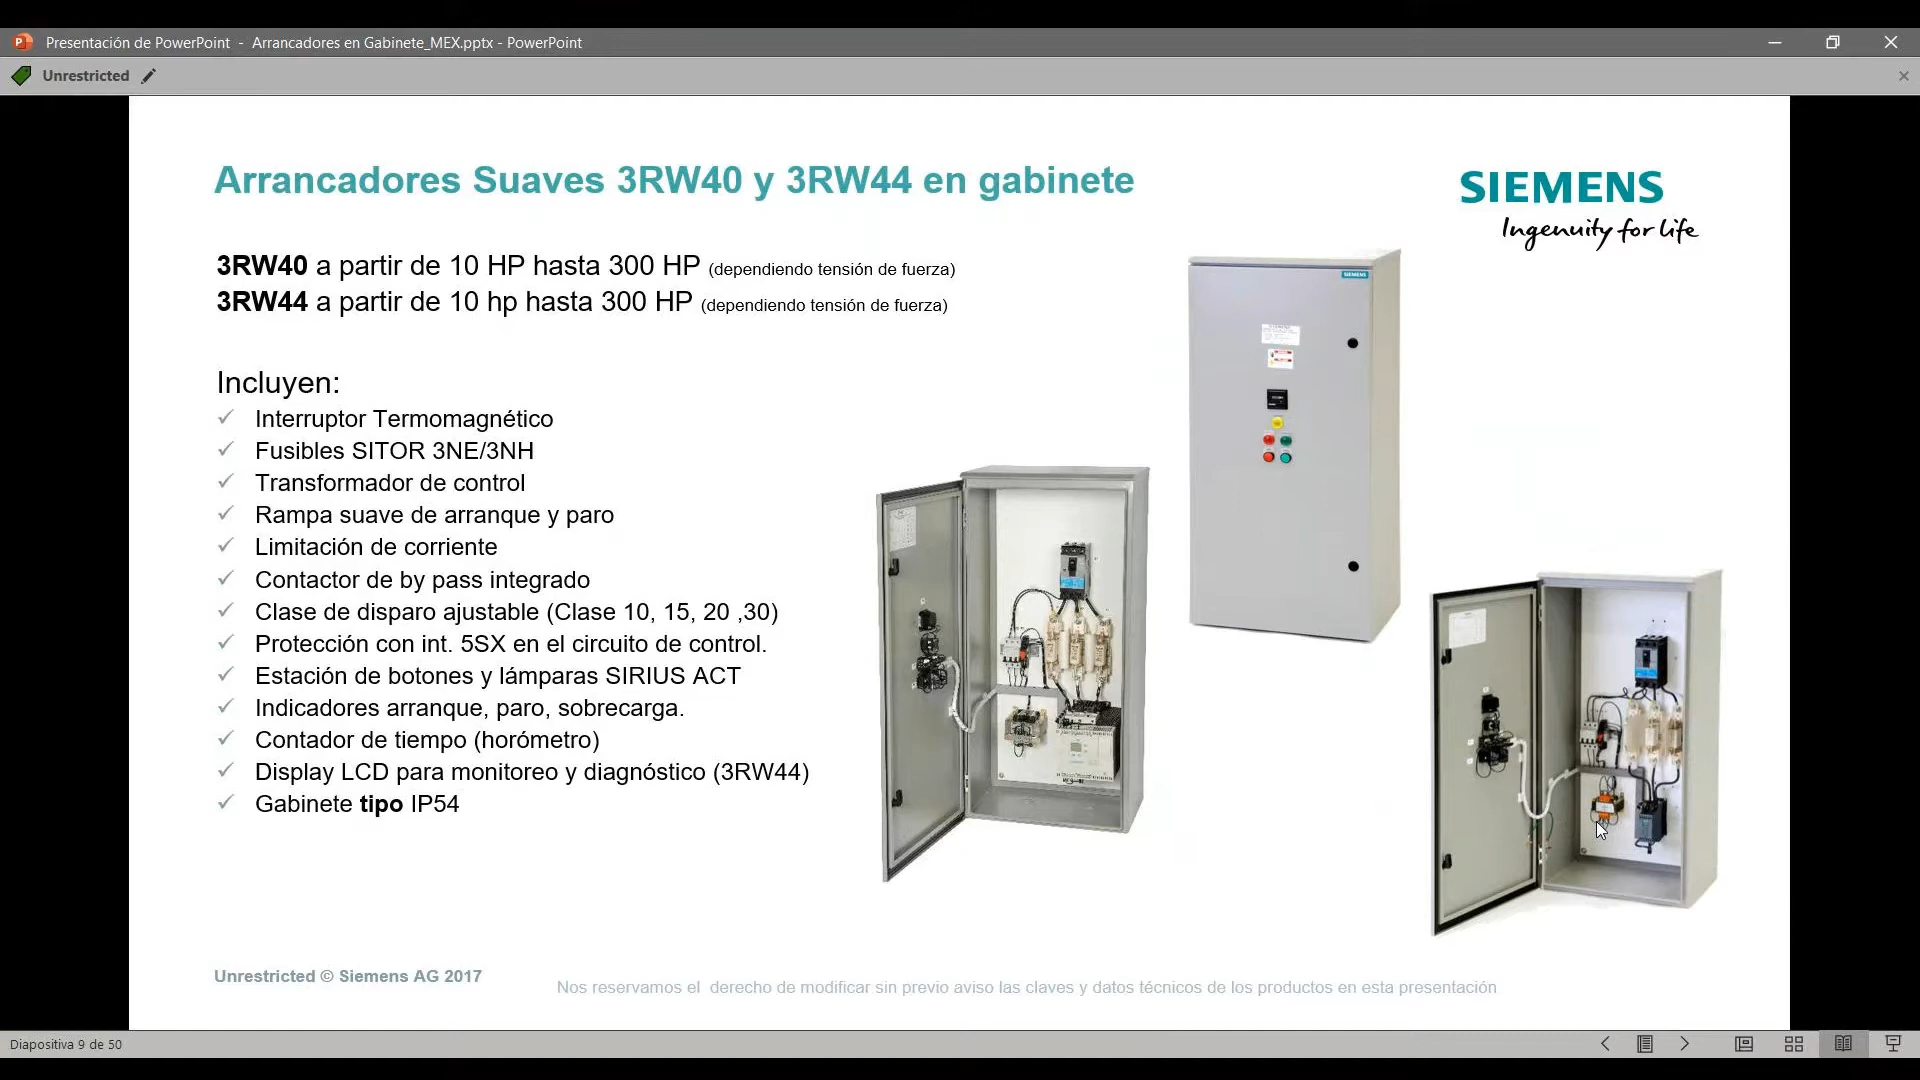 Presentación de PowerPoint - Arrancadores en Gabinete_MEX.pptx - PowerPoint
Unrestricted
Arrancadores Suaves 3RW40 y 3RW44 en gabinete
SIEMENS
Ingenuity for life
3RW40 a partir de 10 HP hasta 300 HP (dependiendo tensión de fuerza)
3RW44 a partir de 10 hp hasta 300 HP (dependiendo tensión de fuerza)
SIEMENS
Incluyen:
Interruptor Termomagnético
Fusibles SITOR 3NE/3NH
Transformador de control
Rampa suave de arranque y paro
Limitación de corriente
Contactor de by pass integrado
Clase de disparo ajustable (Clase 10, 15, 20 ,30)
Protección con int. 5SX en el circuito de control.
Estación de botones y lámparas SIRIUS ACT
Indicadores arranque, paro, sobrecarga.
Contador de tiempo (horómetro)
Display LCD para monitoreo y diagnóstico (3RW44)
Gabinete tipo IP54
Unrestricted © Siemens AG 2017
Nos reservamos el derecho de modificar sin previo aviso las claves y datos técnicos de los productos en esta presentación
Diapositiva 9 de 50